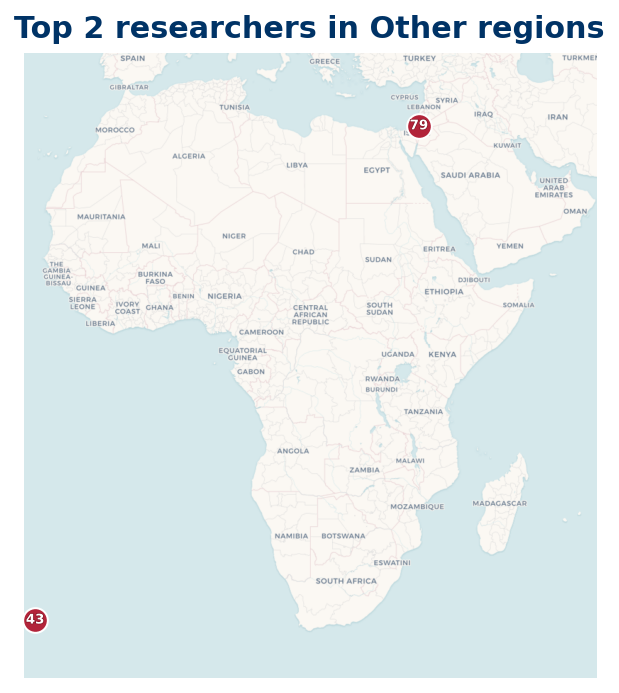 Top 2 researchers in Other regions
SPAIN
GREECE
TURKEY
TURKMEN
GIBRALTAR
TUNISIA
CYPRUS
LEBANON
SYRIA
IRAQ
IRAN
MOROCCO
79
ALGERIA
LIBYA
EGYPT
KUWAIT
SAUDI ARABIA
UNITED
ARAB
EMIRATES
OMAN
MAURITANIA
MALI
NIGER
CHAD
SUDAN
ERITREA
YEMEN
THE
GAMBIA
GUINEA-
BISSAU
GUINEA
BURKINA
FASO
BENIN
NIGERIA
DJIBOUTI
ETHIOPIA
SOMALIA
SIERRA
LEONE
IVORY
COAST
GHANA
LIBERIA
CENTRAL
AFRICAN
REPUBLIC
SOUTH
SUDAN
CAMEROON
EQUATORIAL
GUINEA
GABON
UGANDA
KENYA
RWANDA
BURUNDI
TANZANIA
ANGOLA
ZAMBIA
MALAWI
MOZAMBIQUE
MADAGASCAR
NAMIBIA
BOTSWANA
ESWATINI
SOUTH AFRICA
43